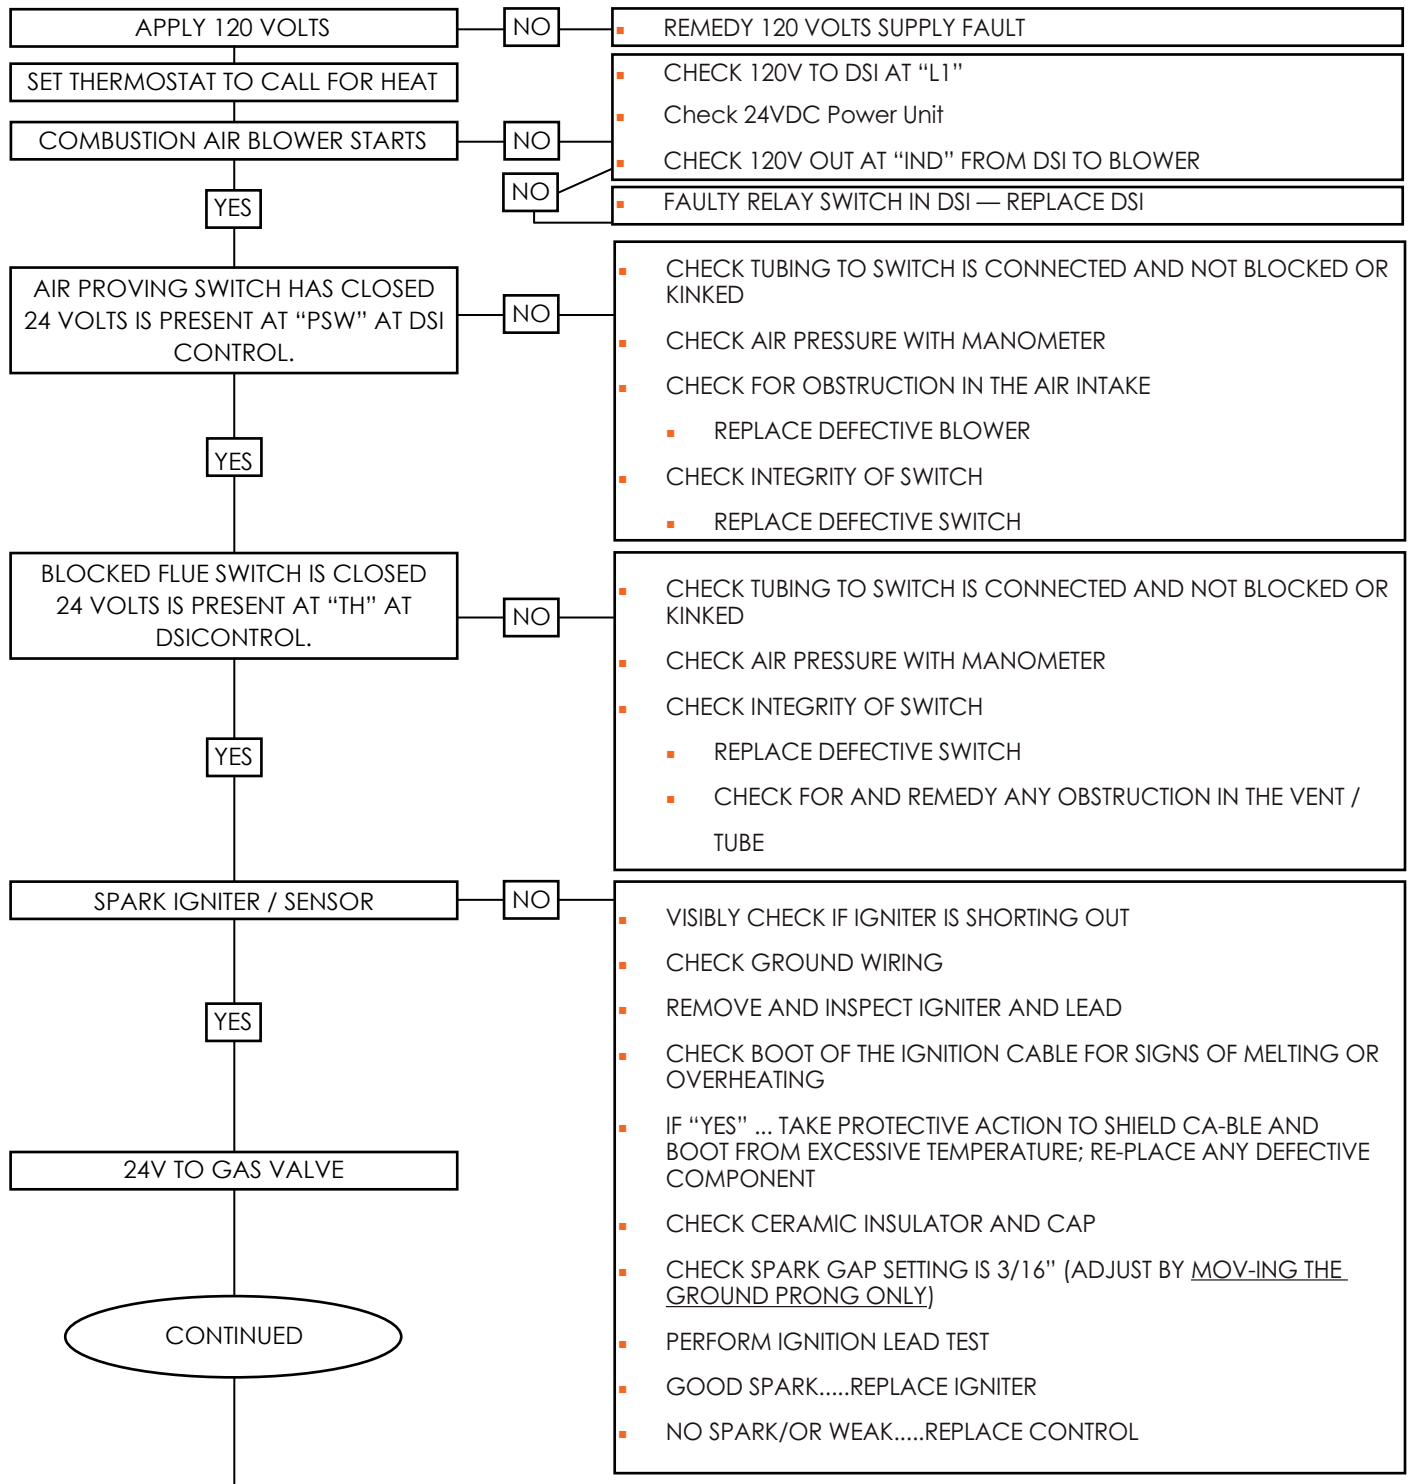 APPLY 120 VOLTS
NO
REMEDY 120 VOLTS SUPPLY FAULT
SET THERMOSTAT TO CALL FOR HEAT
COMBUSTION AIR BLOWER STARTS
NO
CHECK 120V TO DSI AT “L1”
Check 24VDC Power Unit
CHECK 120V OUT AT “IND” FROM DSI TO BLOWER
NO
FAULTY RELAY SWITCH IN DSI — REPLACE DSI
YES
AIR PROVING SWITCH HAS CLOSED
24 VOLTS IS PRESENT AT “PSW” AT DSI
CONTROL.
NO
CHECK TUBING TO SWITCH IS CONNECTED AND NOT BLOCKED OR
KINKED
CHECK AIR PRESSURE WITH MANOMETER
CHECK FOR OBSTRUCTION IN THE AIR INTAKE
REPLACE DEFECTIVE BLOWER
CHECK INTEGRITY OF SWITCH
REPLACE DEFECTIVE SWITCH
YES
BLOCKED FLUE SWITCH IS CLOSED
24 VOLTS IS PRESENT AT “TH” AT
DSICONTROL.
NO
CHECK TUBING TO SWITCH IS CONNECTED AND NOT BLOCKED OR
KINKED
CHECK AIR PRESSURE WITH MANOMETER
CHECK INTEGRITY OF SWITCH
REPLACE DEFECTIVE SWITCH
CHECK FOR AND REMEDY ANY OBSTRUCTION IN THE VENT /
TUBE
YES
SPARK IGNITER / SENSOR
NO
VISIBLY CHECK IF IGNITER IS SHORTING OUT
CHECK GROUND WIRING
REMOVE AND INSPECT IGNITER AND LEAD
CHECK BOOT OF THE IGNITION CABLE FOR SIGNS OF MELTING OR
OVERHEATING
IF “YES” ... TAKE PROTECTIVE ACTION TO SHIELD CA-BLE AND
BOOT FROM EXCESSIVE TEMPERATURE; RE-PLACE ANY DEFECTIVE
COMPONENT
CHECK CERAMIC INSULATOR AND CAP
CHECK SPARK GAP SETTING IS 3/16” (ADJUST BY MOV-ING THE
GROUND PRONG ONLY)
PERFORM IGNITION LEAD TEST
GOOD SPARK.....REPLACE IGNITER
NO SPARK/OR WEAK.....REPLACE CONTROL
YES
24V TO GAS VALVE
CONTINUED